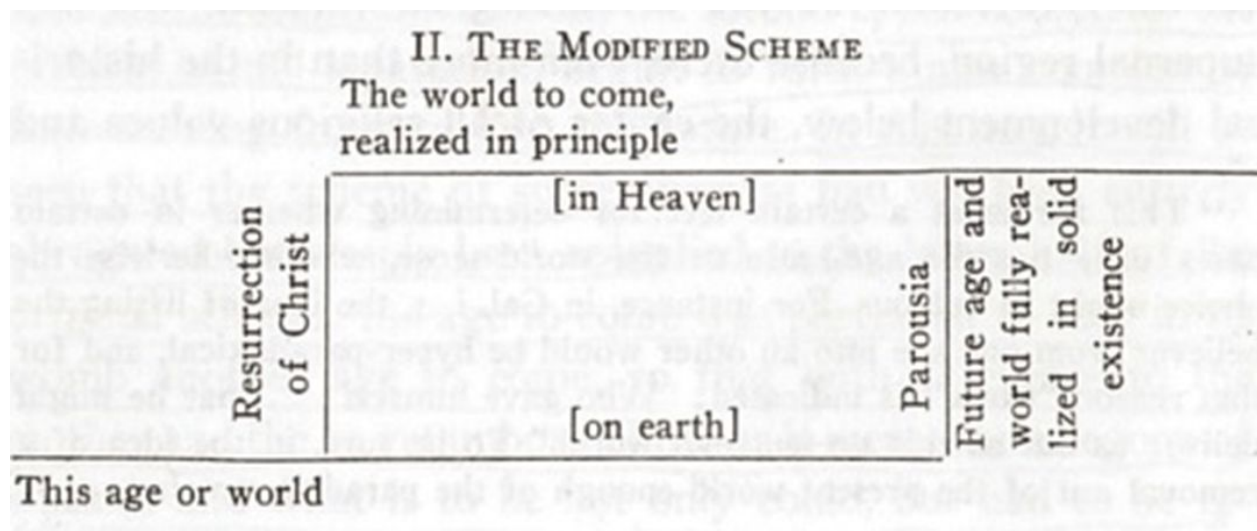 II. THE MODIFIED SCHEME
The world to come,
realized in principle
[in Heaven]
Resurrection
of Christ
[on earth]
Parousia
Future age and
world fully rea-
lized in solid
existence
This age or world